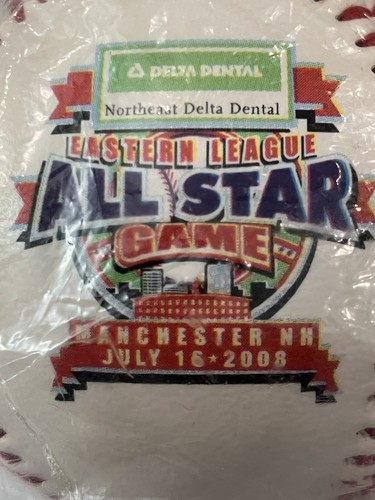 DELTA DENTAL
Northeast Delta Dental
EASTERN LEAGUE
ALL STAR
GAME
MANCHESTER NH
JULY 16★2008